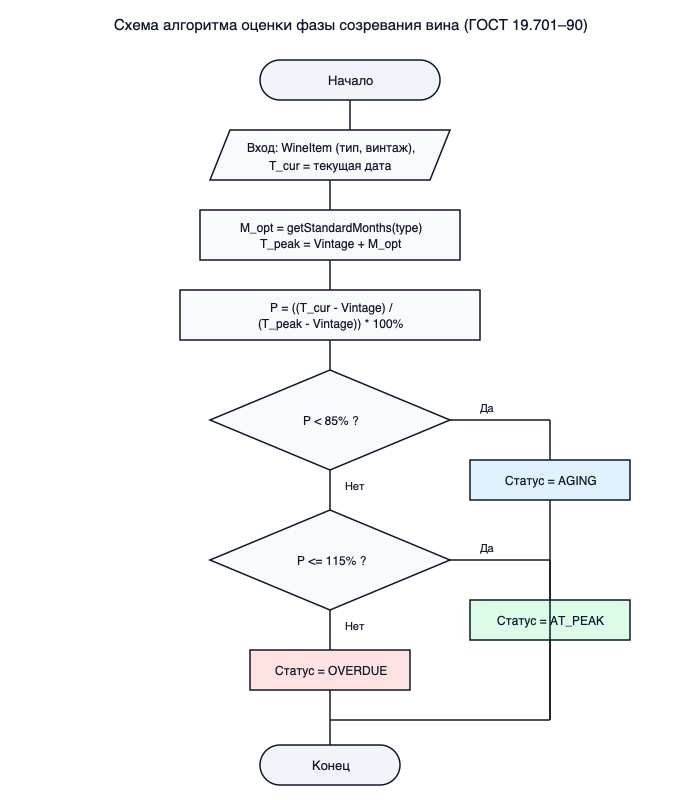 Схема алгоритма оценки фазы созревания вина (ГОСТ 19.701–90)
Начало
Вход: WineItem (тип, винтаж),
T_cur = текущая дата
M_opt = getStandardMonths(type)
T_peak = Vintage + M_opt
P = ((T_cur - Vintage) /
(T_peak - Vintage)) * 100%
P < 85% ?
Да
Статус = AGING
Нет
P <= 115% ?
Да
Статус = AT_PEAK
Нет
Статус = OVERDUE
Конец